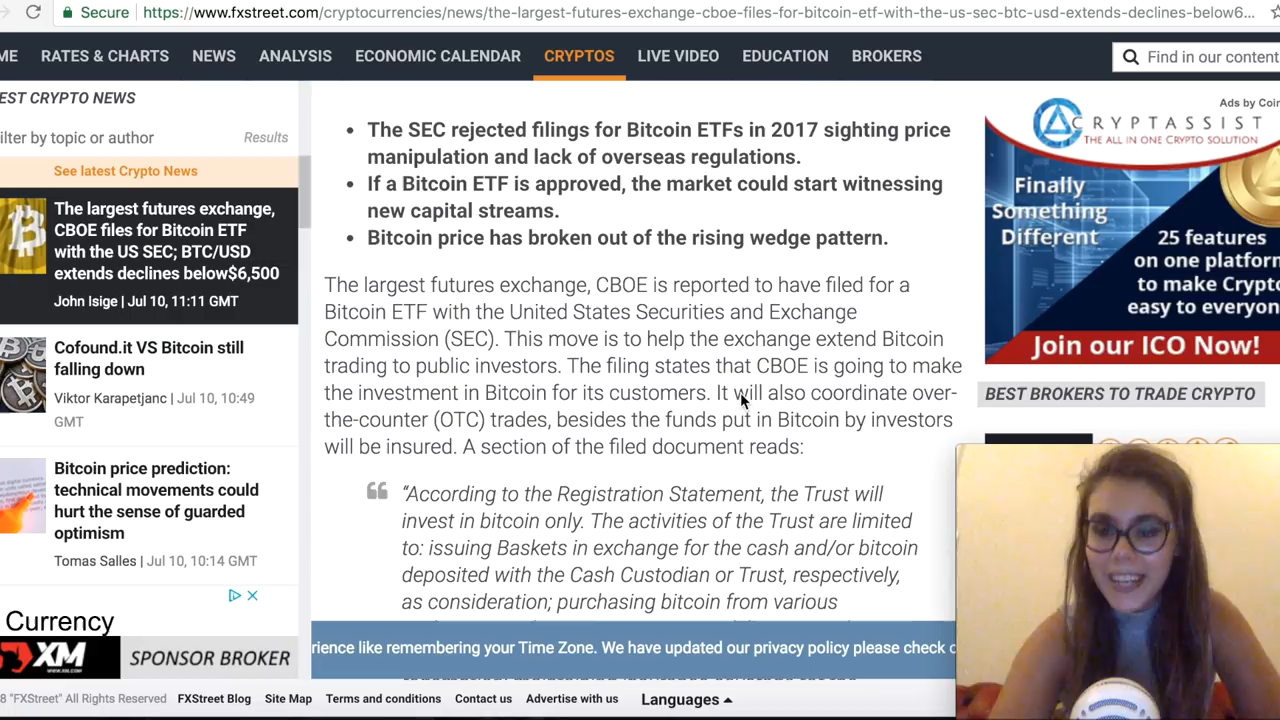 Secure
https://www.fxstreet.com/cryptocurrencies/news/the-largest-futures-exchange-cboe-files-for-bitcoin-etf-with-the-us-sec-btc-usd-extends-declines-below6...
ME RATES & CHARTS NEWS ANALYSIS ECONOMIC CALENDAR CRYPTOS LIVE VIDEO EDUCATION BROKERS
Find in our content
EST CRYPTO NEWS
ilter by topic or author
Results
See latest Crypto News
The largest futures exchange,
CBOE files for Bitcoin ETF
with the US SEC; BTC/USD
extends declines below$6,500
John Isige | Jul 10, 11:11 GMT
Cofound.it VS Bitcoin still
falling down
Viktor Karapetjanc | Jul 10, 10:49
GMT
Bitcoin price prediction:
technical movements could
hurt the sense of guarded
optimism
Tomas Salles | Jul 10, 10:14 GMT
Currency
XM
www.xm.com
SPONSOR BROKER
• The SEC rejected filings for Bitcoin ETFs in 2017 sighting price
manipulation and lack of overseas regulations.
• If a Bitcoin ETF is approved, the market could start witnessing
new capital streams.
• Bitcoin price has broken out of the rising wedge pattern.
The largest futures exchange, CBOE is reported to have filed for a
Bitcoin ETF with the United States Securities and Exchange
Commission (SEC). This move is to help the exchange extend Bitcoin
trading to public investors. The filing states that CBOE is going to make
the investment in Bitcoin for its customers. It will also coordinate over-
the-counter (OTC) trades, besides the funds put in Bitcoin by investors
will be insured. A section of the filed document reads:
“According to the Registration Statement, the Trust will
invest in bitcoin only. The activities of the Trust are limited
to: issuing Baskets in exchange for the cash and/or bitcoin
deposited with the Cash Custodian or Trust, respectively,
as consideration; purchasing bitcoin from various
rience like remembering your Time Zone. We have updated our privacy policy please check o
Ads by Coin
CRYPTASSIST
THE ALL IN ONE CRYPTO SOLUTION
Finally
Something
Different
25 features
on one platform
to make Crypto
easy to everyon
Join our ICO Now!
BEST BROKERS TO TRADE CRYPTO
8 "FXStreet" All Rights Reserved
FXStreet Blog Site Map Terms and conditions Contact us Advertise with us Languages